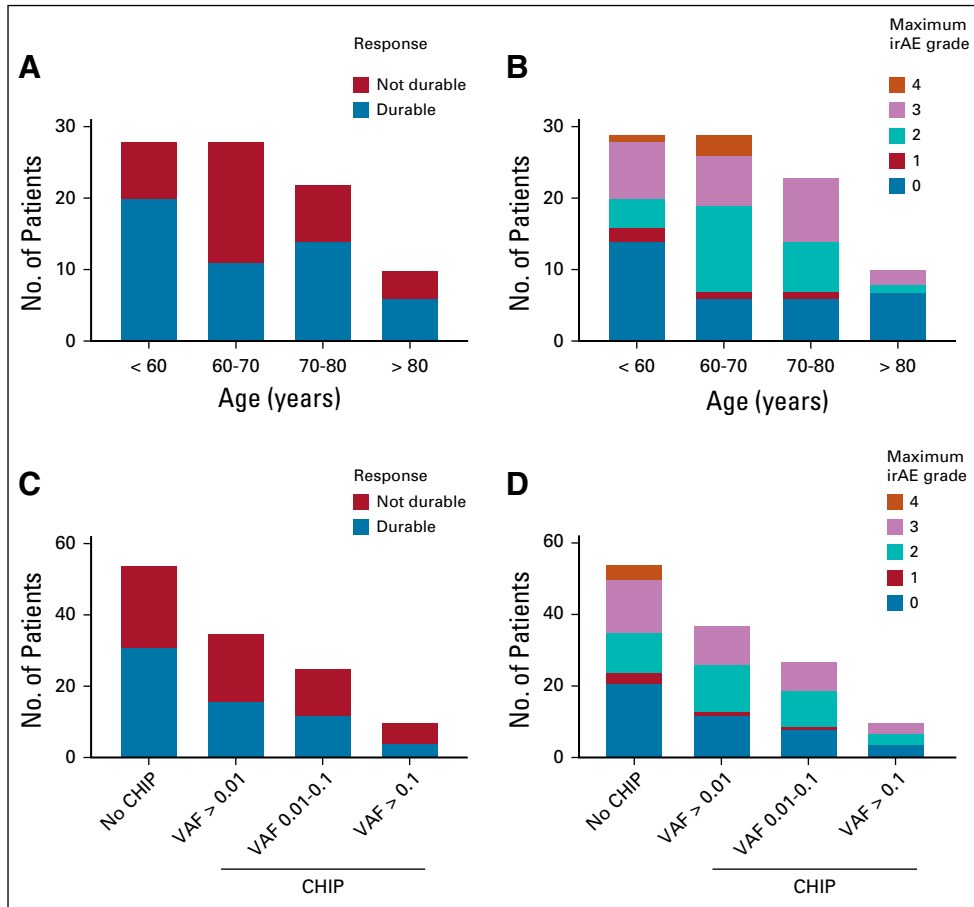 A
Response
Not durable
Durable
No. of Patients
30
20
10
0
< 60
60-70
70-80
> 80
Age (years)
B
Maximum
irAE grade
4
3
2
1
0
No. of Patients
30
20
10
0
< 60
60-70
70-80
> 80
Age (years)
C
Response
Not durable
Durable
No. of Patients
60
40
20
0
No CHIP
VAF > 0.01
VAF 0.01-0.1
VAF > 0.1
CHIP
D
Maximum
irAE grade
4
3
2
1
0
No. of Patients
60
40
20
0
No CHIP
VAF > 0.01
VAF 0.01-0.1
VAF > 0.1
CHIP